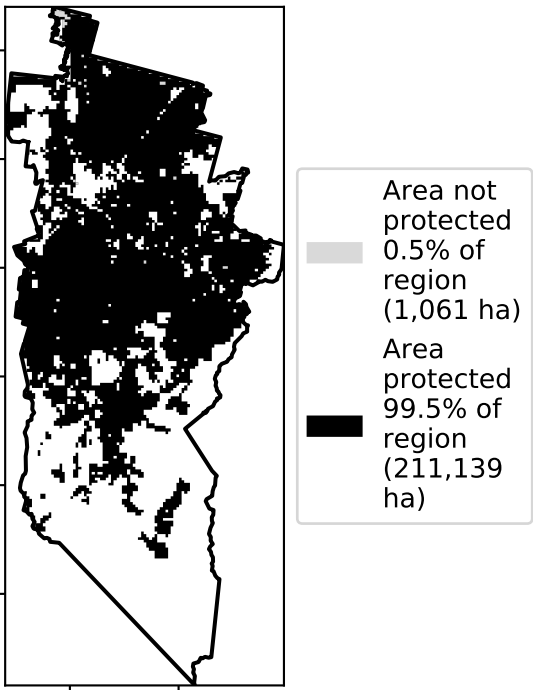 Area not
protected
0.5% of
region
(1,061 ha)
Area
protected
99.5% of
region
(211,139
ha)